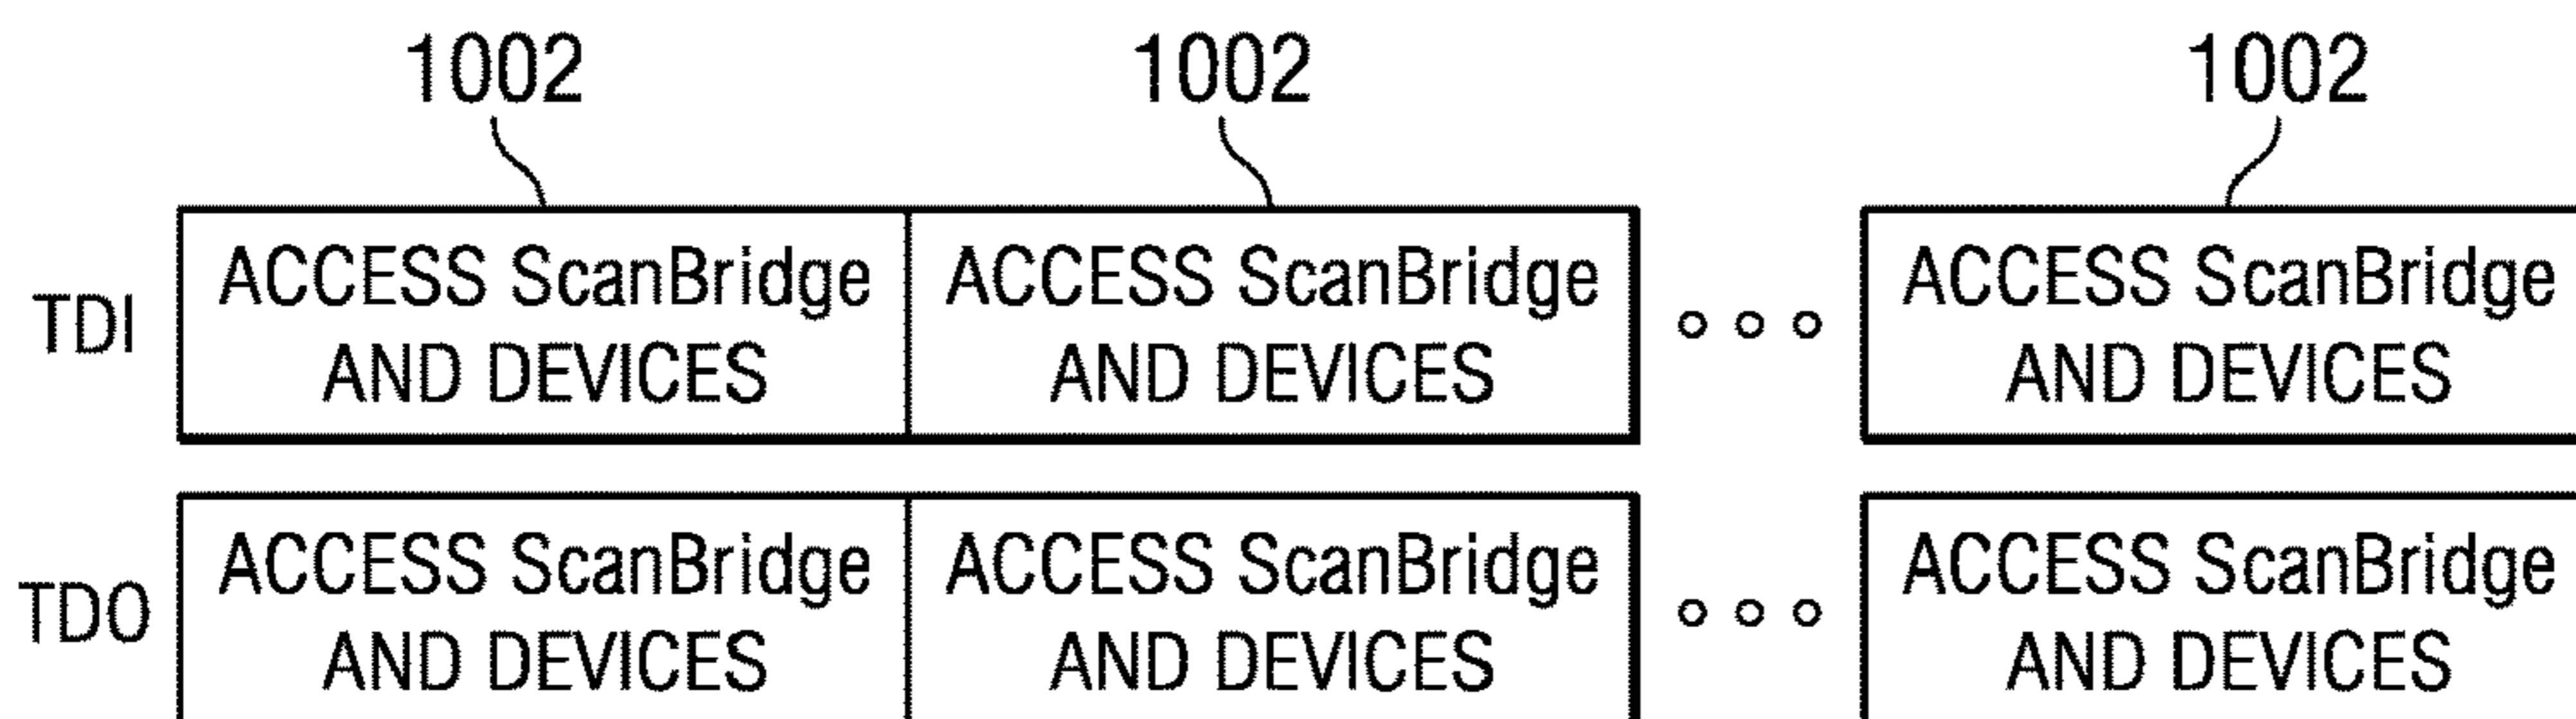 1002 1002 1002
TDI ACCESS ScanBridge AND DEVICES ACCESS ScanBridge AND DEVICES ACCESS ScanBridge AND DEVICES
TDO ACCESS ScanBridge AND DEVICES ACCESS ScanBridge AND DEVICES ACCESS ScanBridge AND DEVICES